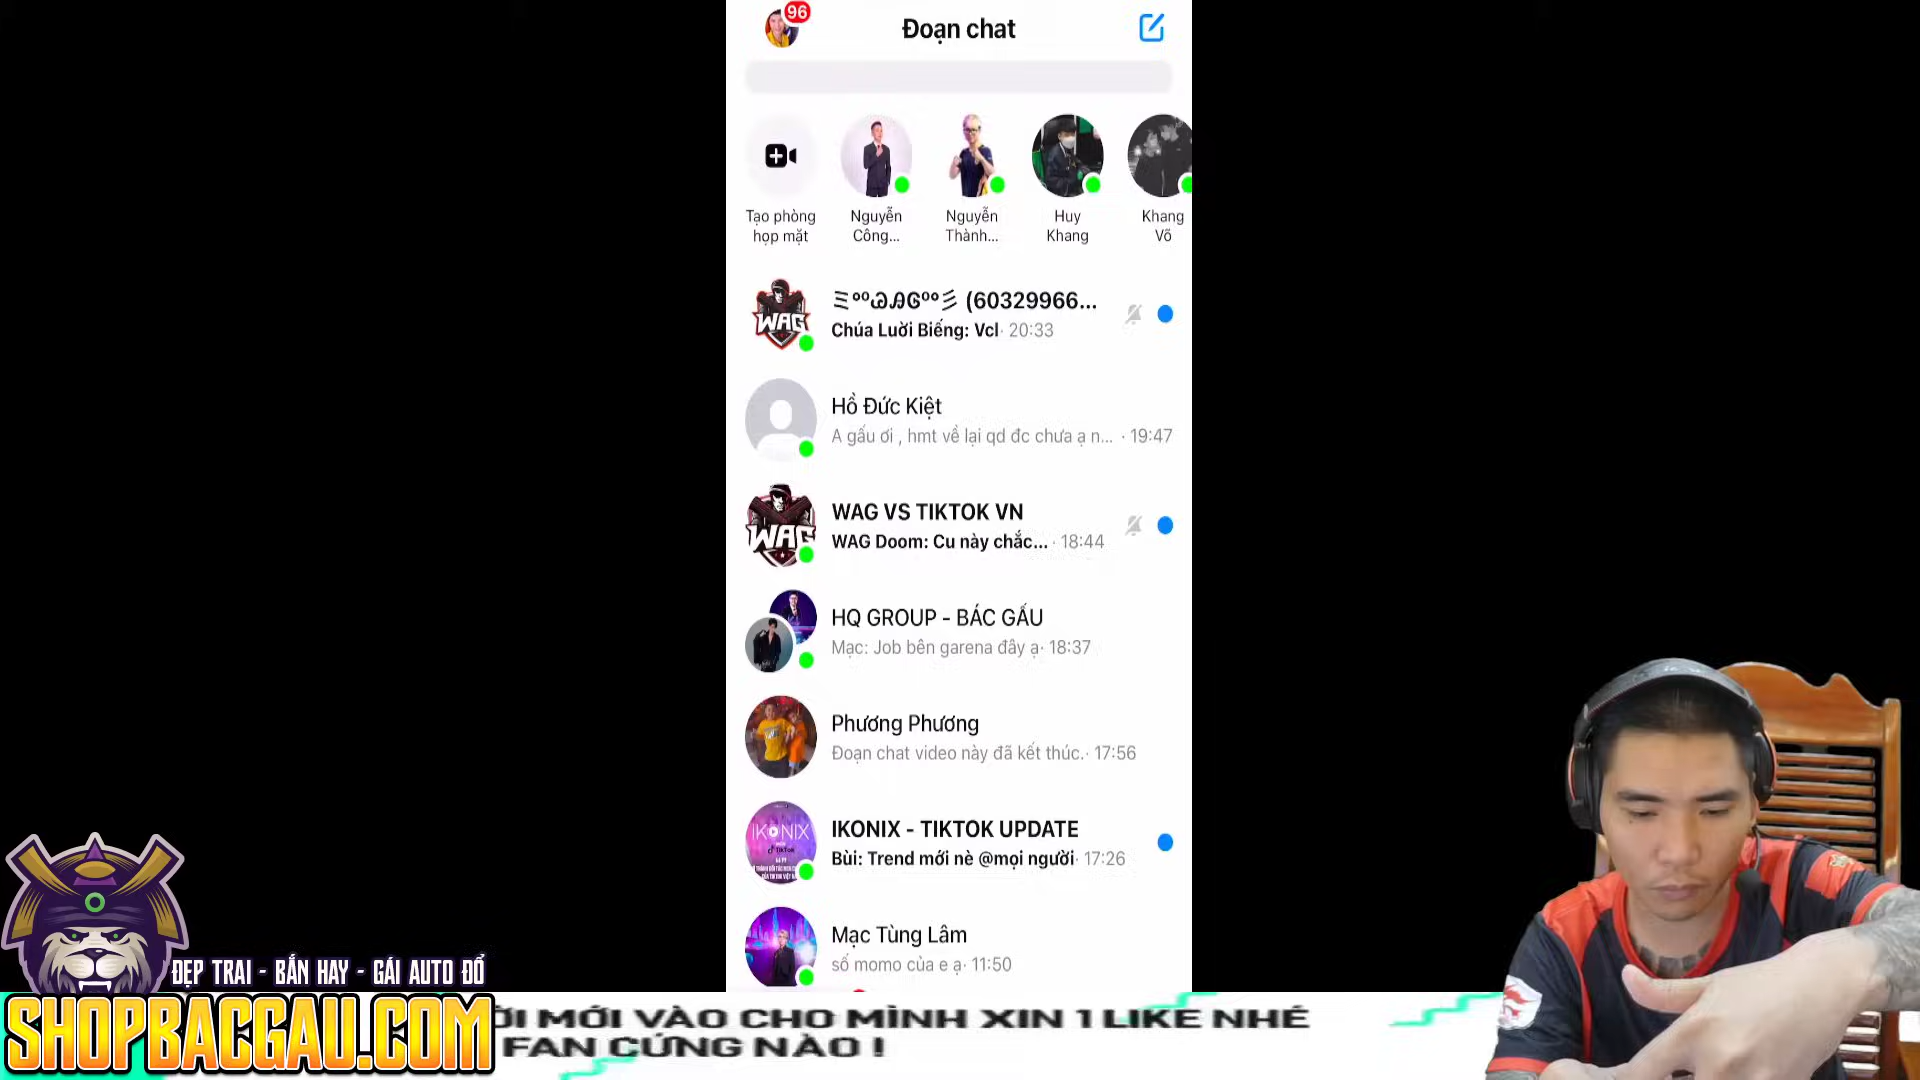 96
Đoạn chat
Tạo phòng
họp mặt
Nguyễn
Công...
Nguyễn
Thành...
Huy
Khang
Khang
Võ
(60329966...
Chúa Luời Biếng: Vcl · 20:33
WAG
Hồ Đức Kiệt
A gấu ơi , hmt về lại qd đc chưa ạ n... · 19:47
WAG VS TIKTOK VN
WAG Doom: Cu này chắc... · 18:44
WAG
HQ GROUP - BÁC GẤU
Mạc: Job bên garena đây ạ · 18:37
Phương Phương
Đoạn chat video này đã kết thúc. · 17:56
IKONIX - TIKTOK UPDATE
Bùi: Trend mới nè @mọi người · 17:26
IKONIX
TikTok
Mạc Tùng Lâm
số momo của e ạ · 11:50
ĐẸP TRAI - BẮN HAY - GÁI AUTO ĐỔ
SHOPBACGAU.COM
MỚI VÀO CHO MÌNH XIN 1 LIKE NHÉ
FAN CỨNG NÀO !